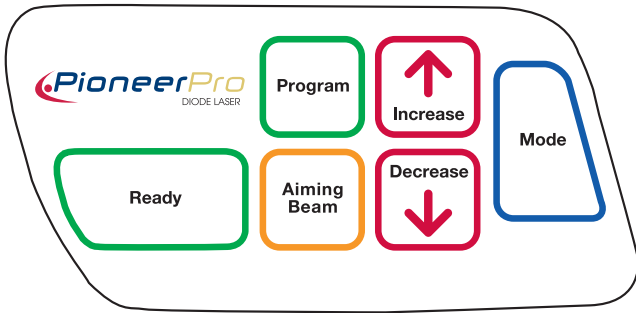 PioneerPro
DIODE LASER
Program
Increase
Mode
Ready
Aiming
Beam
Decrease